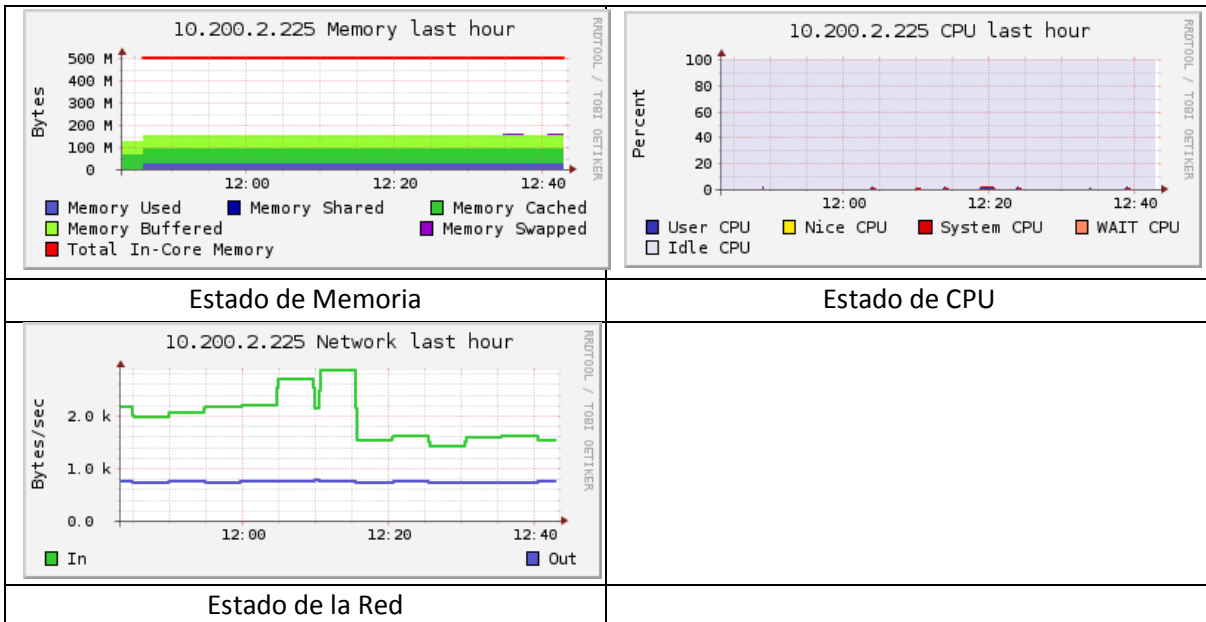 10.200.2.225 Memory last hour
RRDTOOL / TOBI OETIKER
Bytes
500 M
400 M
300 M
200 M
100 M
0
12:00 12:20 12:40
Memory Used Memory Shared Memory Cached
Memory Buffered Memory Swapped
Total In-Core Memory
10.200.2.225 CPU last hour
RRDTOOL / TOBI OETIKER
Percent
100
80
60
40
20
0
12:00 12:20 12:40
User CPU Nice CPU System CPU WAIT CPU
Idle CPU
Estado de Memoria
Estado de CPU
10.200.2.225 Network last hour
RRDTOOL / TOBI OETIKER
Bytes/sec
2.0 k
1.0 k
0.0
12:00 12:20 12:40
In Out
Estado de la Red